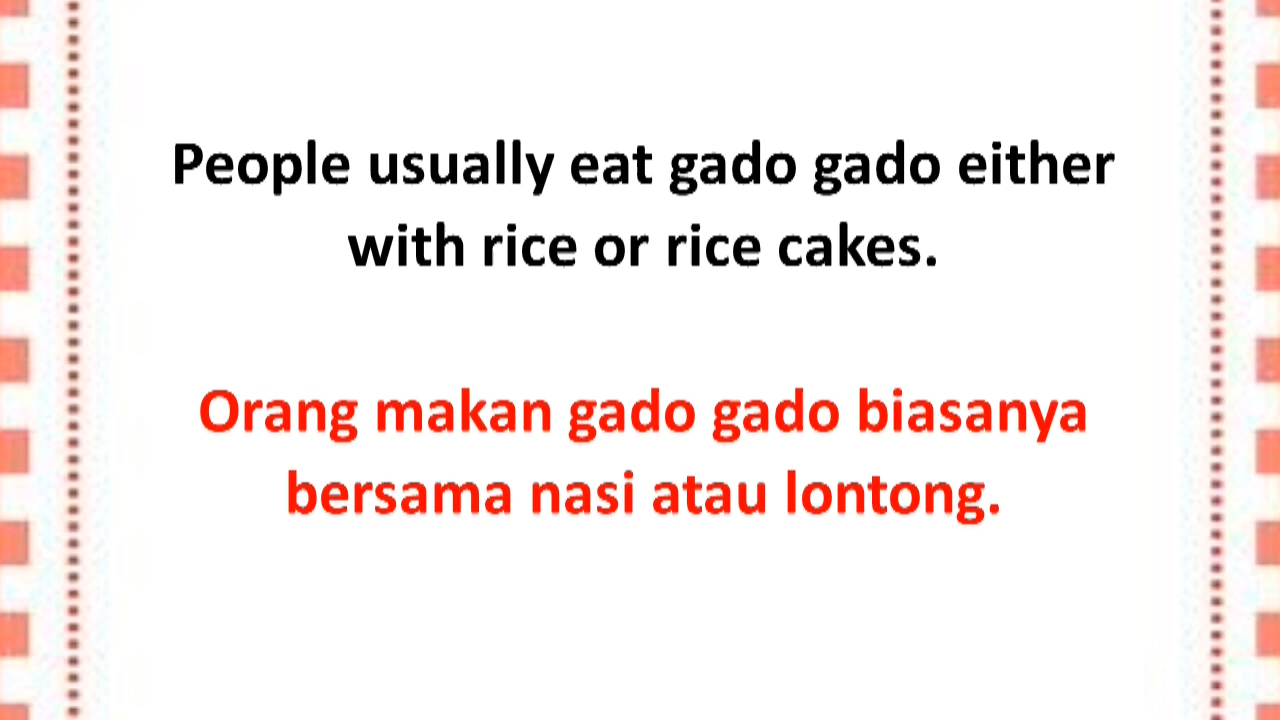 People usually eat gado gado either
with rice or rice cakes.
Orang makan gado gado biasanya
bersama nasi atau lontong.